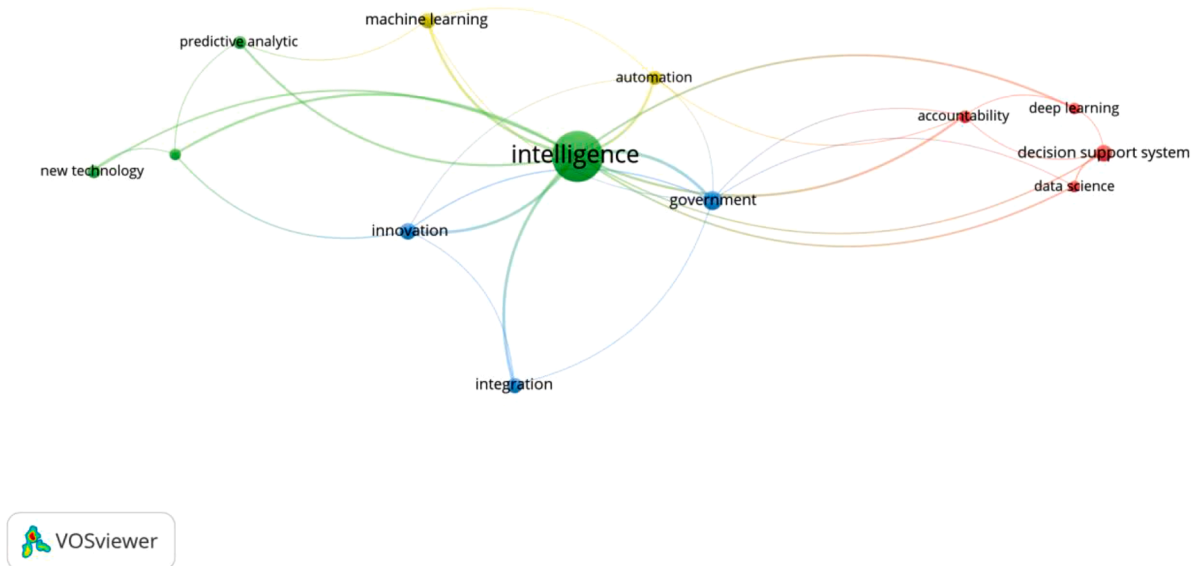 machine learning
predictive analytic
automation
deep learning
accountability
intelligence
decision support system
new technology
data science
government
innovation
integration
VOSviewer